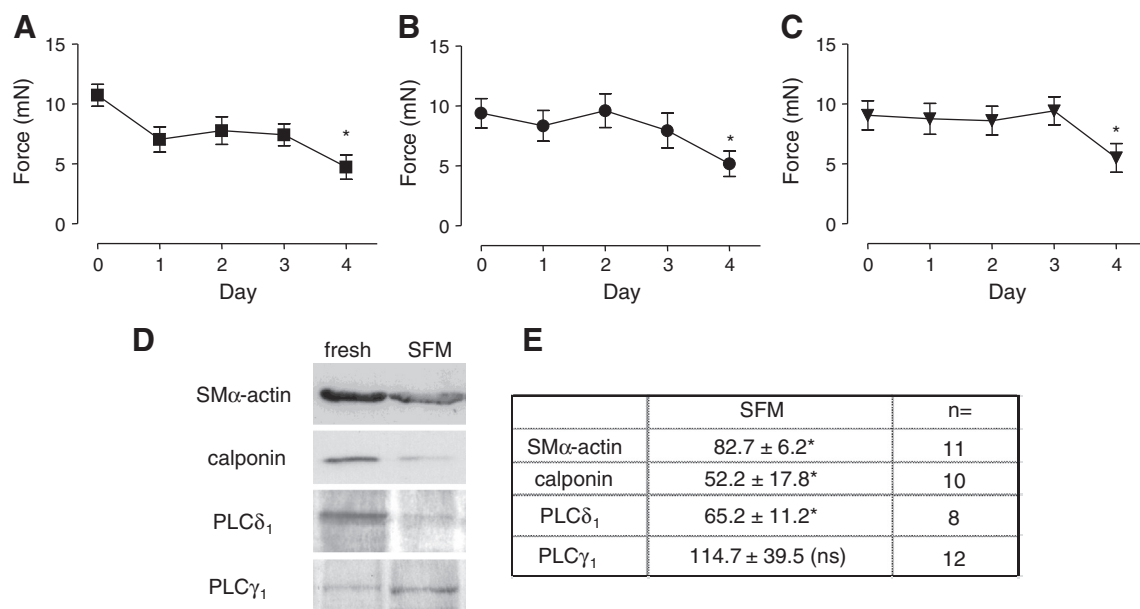 A
15
10
5
0
Force (mN)
*
0 1 2 3 4
Day
B
15
10
5
0
Force (mN)
*
0 1 2 3 4
Day
C
15
10
5
0
Force (mN)
*
0 1 2 3 4
Day
D
fresh SFM
SMα-actin
calponin
PLCδ₁
PLCγ₁
E
SFM n=
SMα-actin 82.7 ± 6.2* 11
calponin 52.2 ± 17.8* 10
PLCδ₁ 65.2 ± 11.2* 8
PLCγ₁ 114.7 ± 39.5 (ns) 12